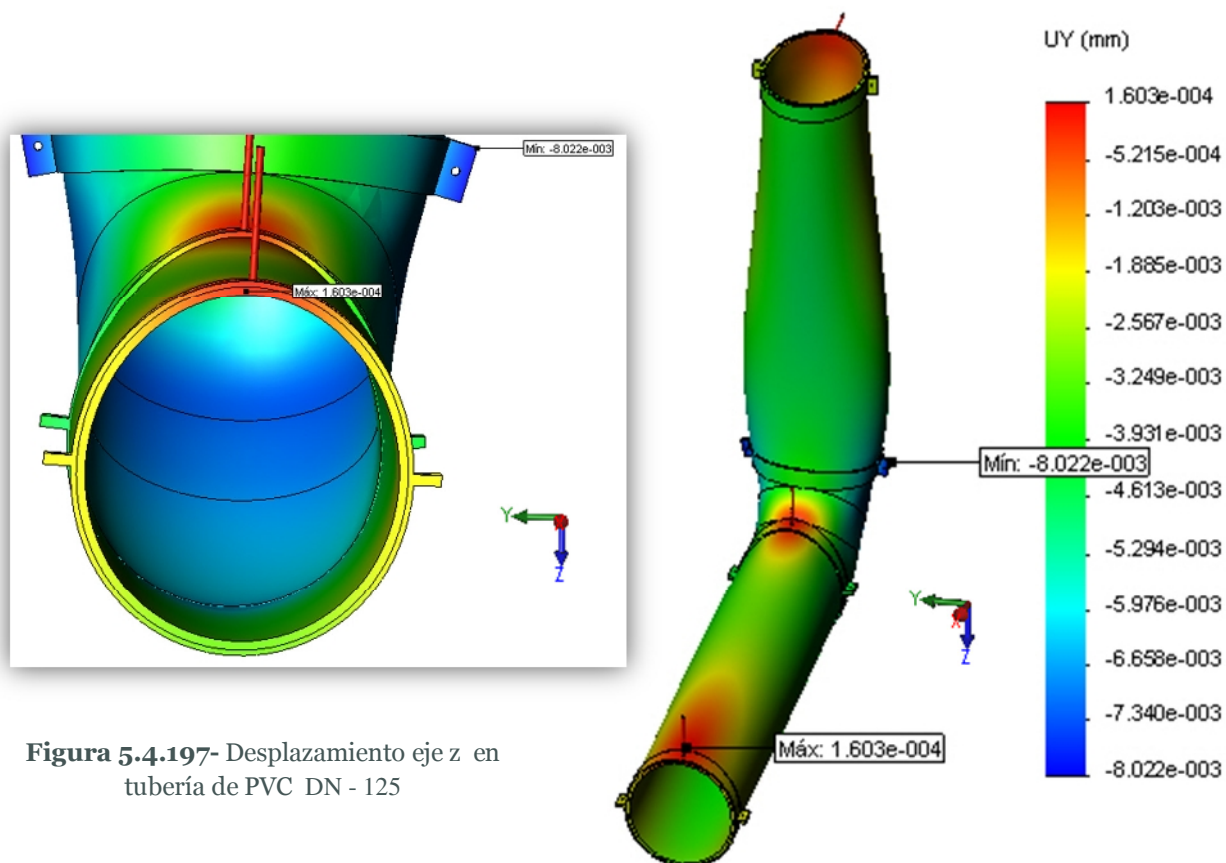 UY (mm)
1.603e-004
-5.215e-004
-1.203e-003
-1.885e-003
-2.567e-003
-3.249e-003
-3.931e-003
-4.613e-003
-5.294e-003
-5.976e-003
-6.658e-003
-7.340e-003
-8.022e-003
Mín: -8.022e-003
Máx: 1.603e-004
Y
Z
Mín: -8.022e-003
Máx: 1.603e-004
Y
X
Z
Figura 5.4.197- Desplazamiento eje z en
tubería de PVC DN - 125